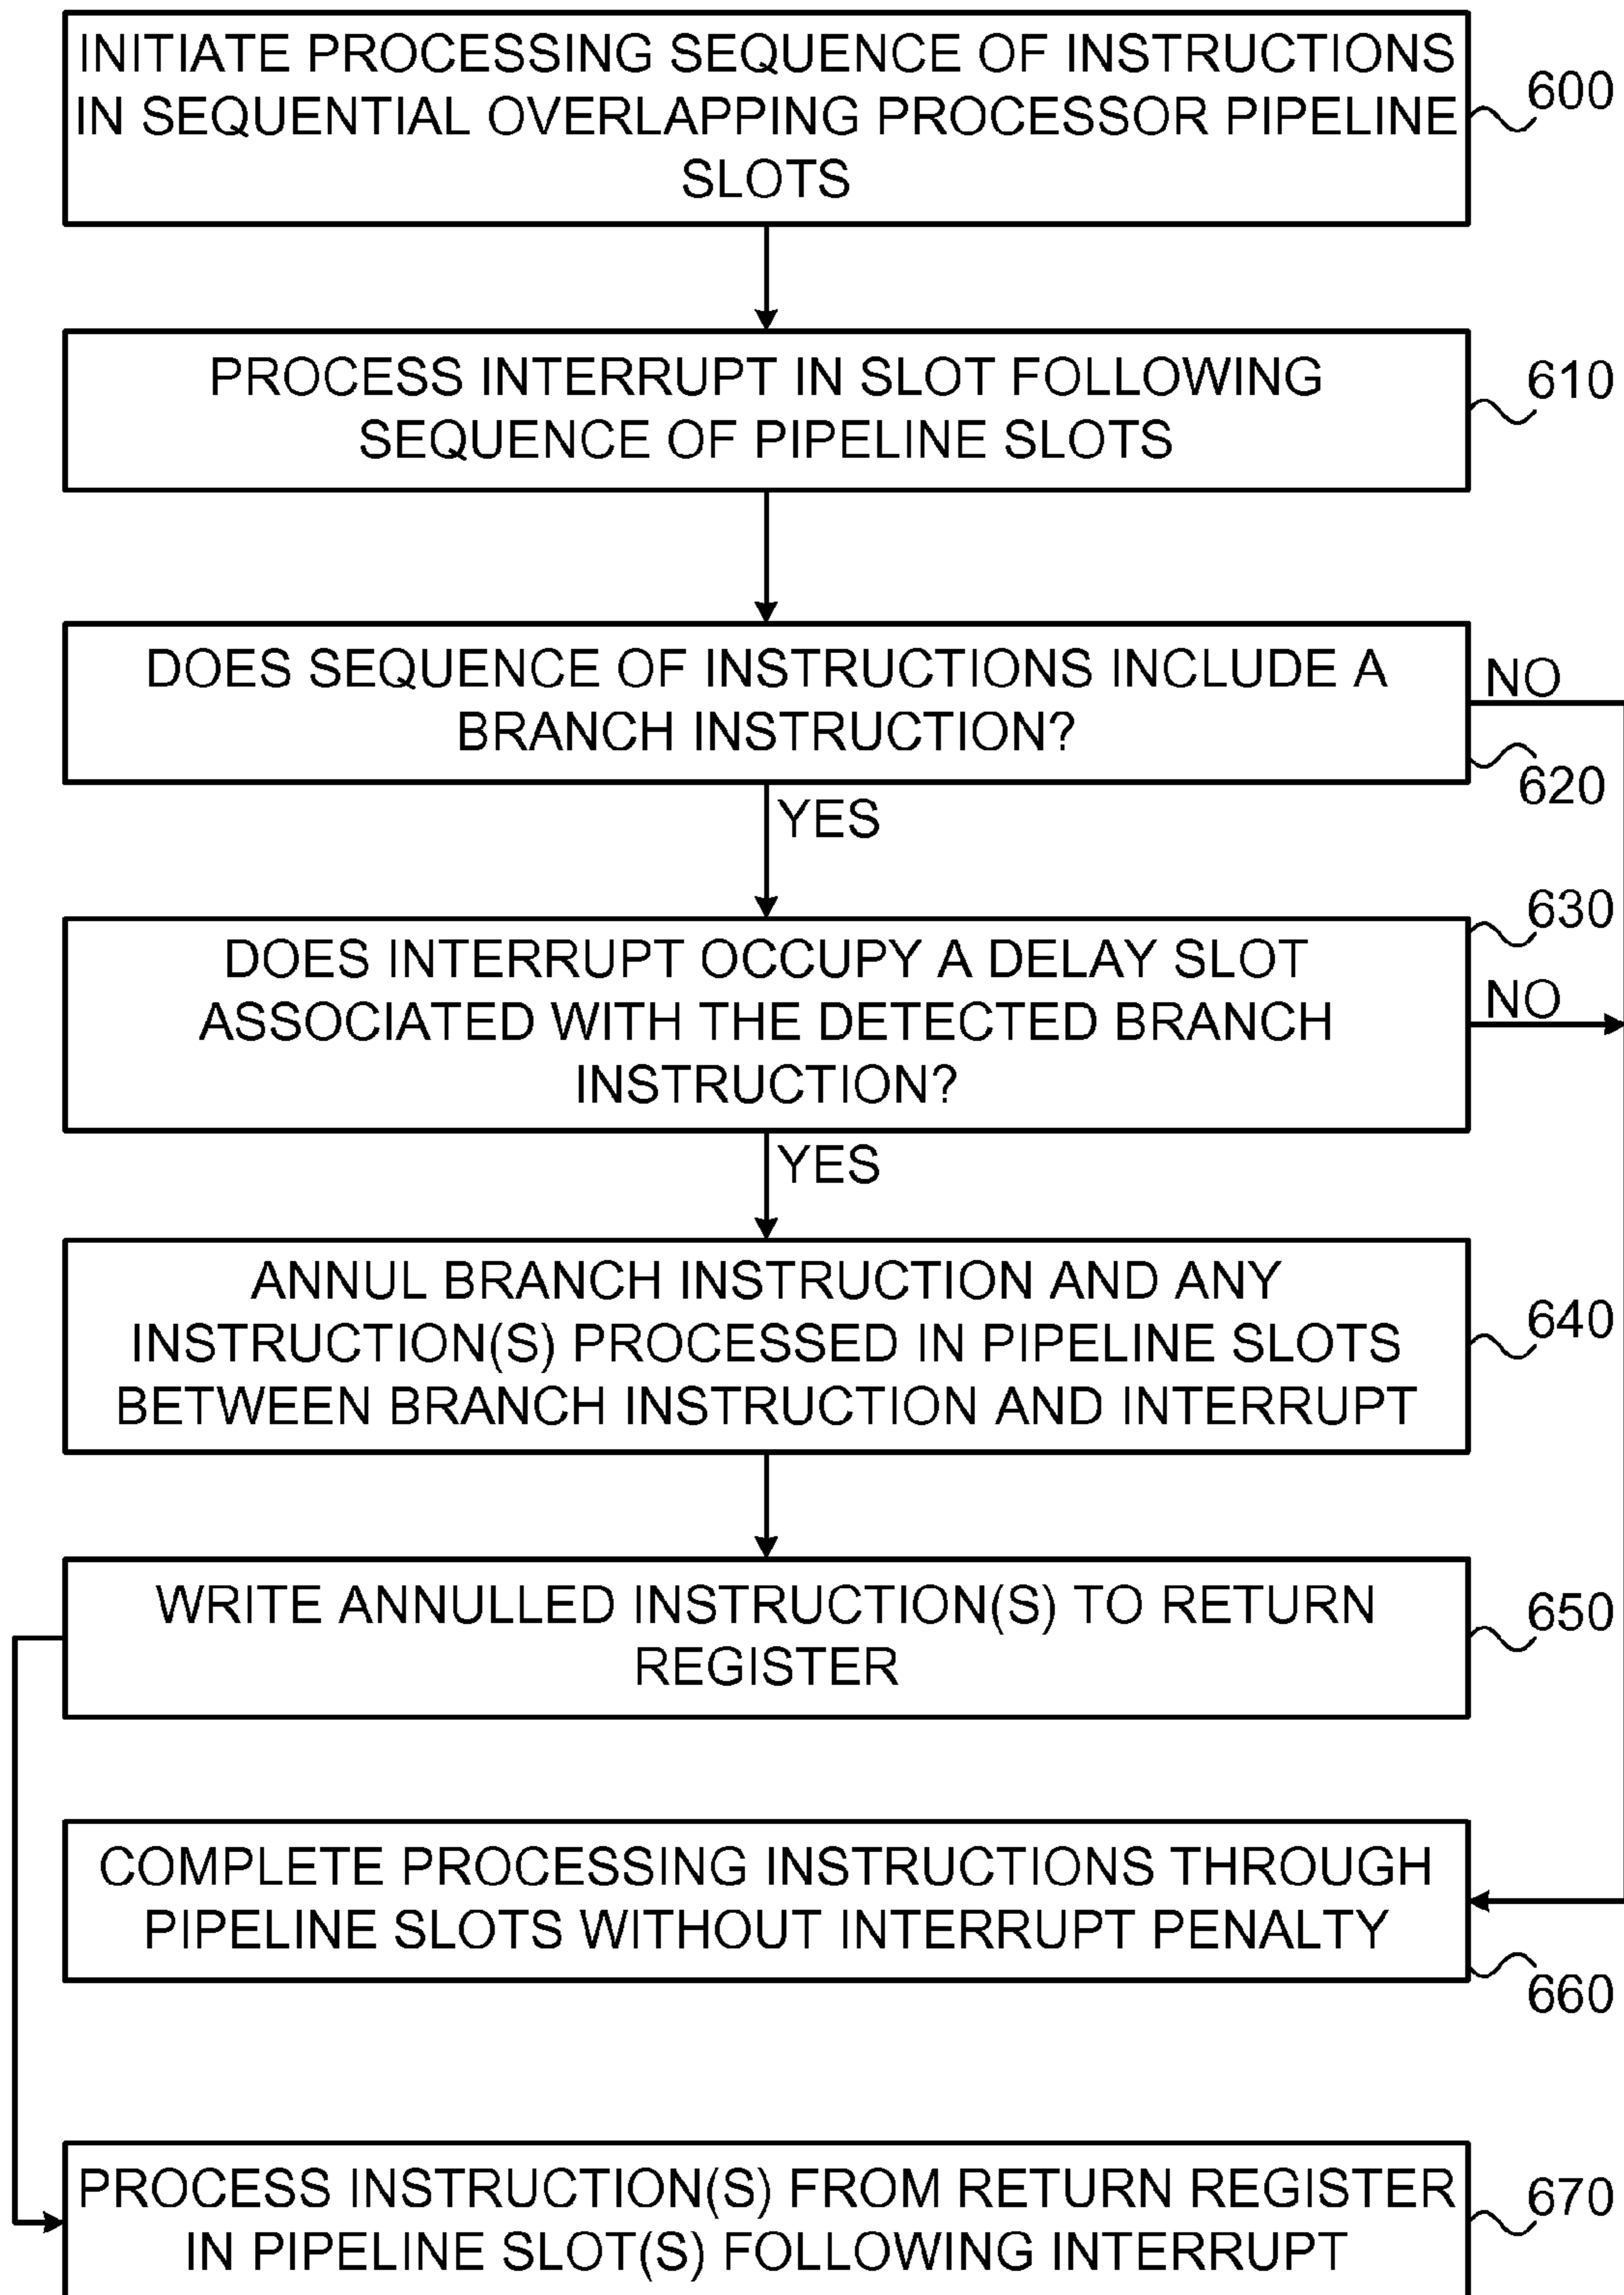 INITIATE PROCESSING SEQUENCE OF INSTRUCTIONS
IN SEQUENTIAL OVERLAPPING PROCESSOR PIPELINE
SLOTS
600
PROCESS INTERRUPT IN SLOT FOLLOWING
SEQUENCE OF PIPELINE SLOTS
610
DOES SEQUENCE OF INSTRUCTIONS INCLUDE A
BRANCH INSTRUCTION?
NO
620
YES
630
DOES INTERRUPT OCCUPY A DELAY SLOT
ASSOCIATED WITH THE DETECTED BRANCH
INSTRUCTION?
NO
YES
ANNUL BRANCH INSTRUCTION AND ANY
INSTRUCTION(S) PROCESSED IN PIPELINE SLOTS
BETWEEN BRANCH INSTRUCTION AND INTERRUPT
640
WRITE ANNULLED INSTRUCTION(S) TO RETURN
REGISTER
650
COMPLETE PROCESSING INSTRUCTIONS THROUGH
PIPELINE SLOTS WITHOUT INTERRUPT PENALTY
660
PROCESS INSTRUCTION(S) FROM RETURN REGISTER
IN PIPELINE SLOT(S) FOLLOWING INTERRUPT
670